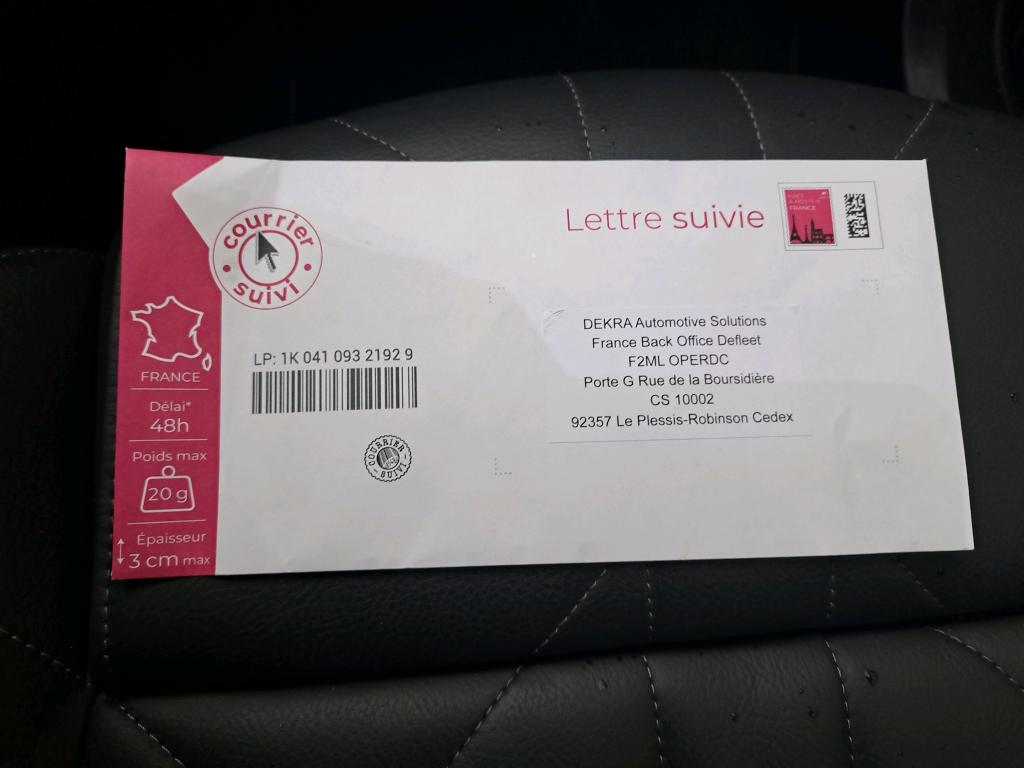 courrier
suivi
Lettre suivie
FRANCE
FRANCE
Délai*
48h
Poids max
20 g
Épaisseur
3 cm max
LP: 1K 041 093 2192 9
COURRIER
SUIVI
DEKRA Automotive Solutions
France Back Office Defleet
F2ML OPERDC
Porte G Rue de la Boursidière
CS 10002
92357 Le Plessis-Robinson Cedex